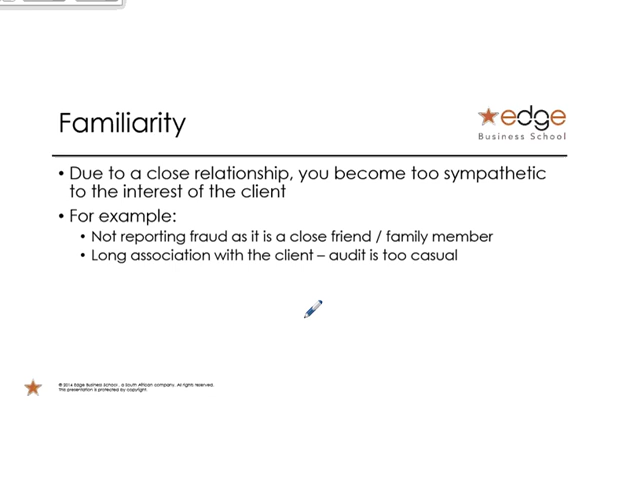 Familiarity
edge
Business School
• Due to a close relationship, you become too sympathetic
to the interest of the client
• For example:
• Not reporting fraud as it is a close friend / family member
• Long association with the client – audit is too casual
© 2016 Edge Business School, a South African company. All rights reserved.
This presentation is protected by copyright.